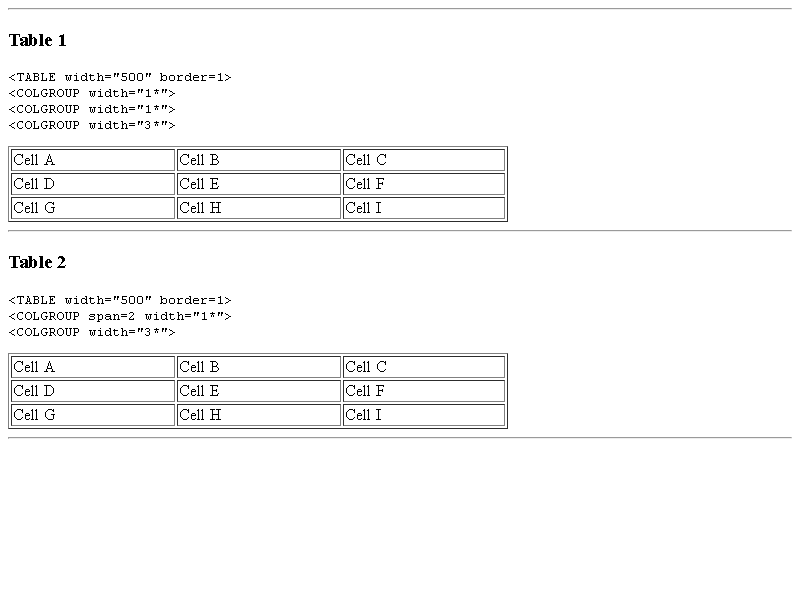 Table 1
<TABLE width="500" border=1>
<COLGROUP width="1*">
<COLGROUP width="1*">
<COLGROUP width="3*">
Cell A Cell B Cell C
Cell D Cell E Cell F
Cell G Cell H Cell I
Table 2
<TABLE width="500" border=1>
<COLGROUP span=2 width="1*">
<COLGROUP width="3*">
Cell A Cell B Cell C
Cell D Cell E Cell F
Cell G Cell H Cell I